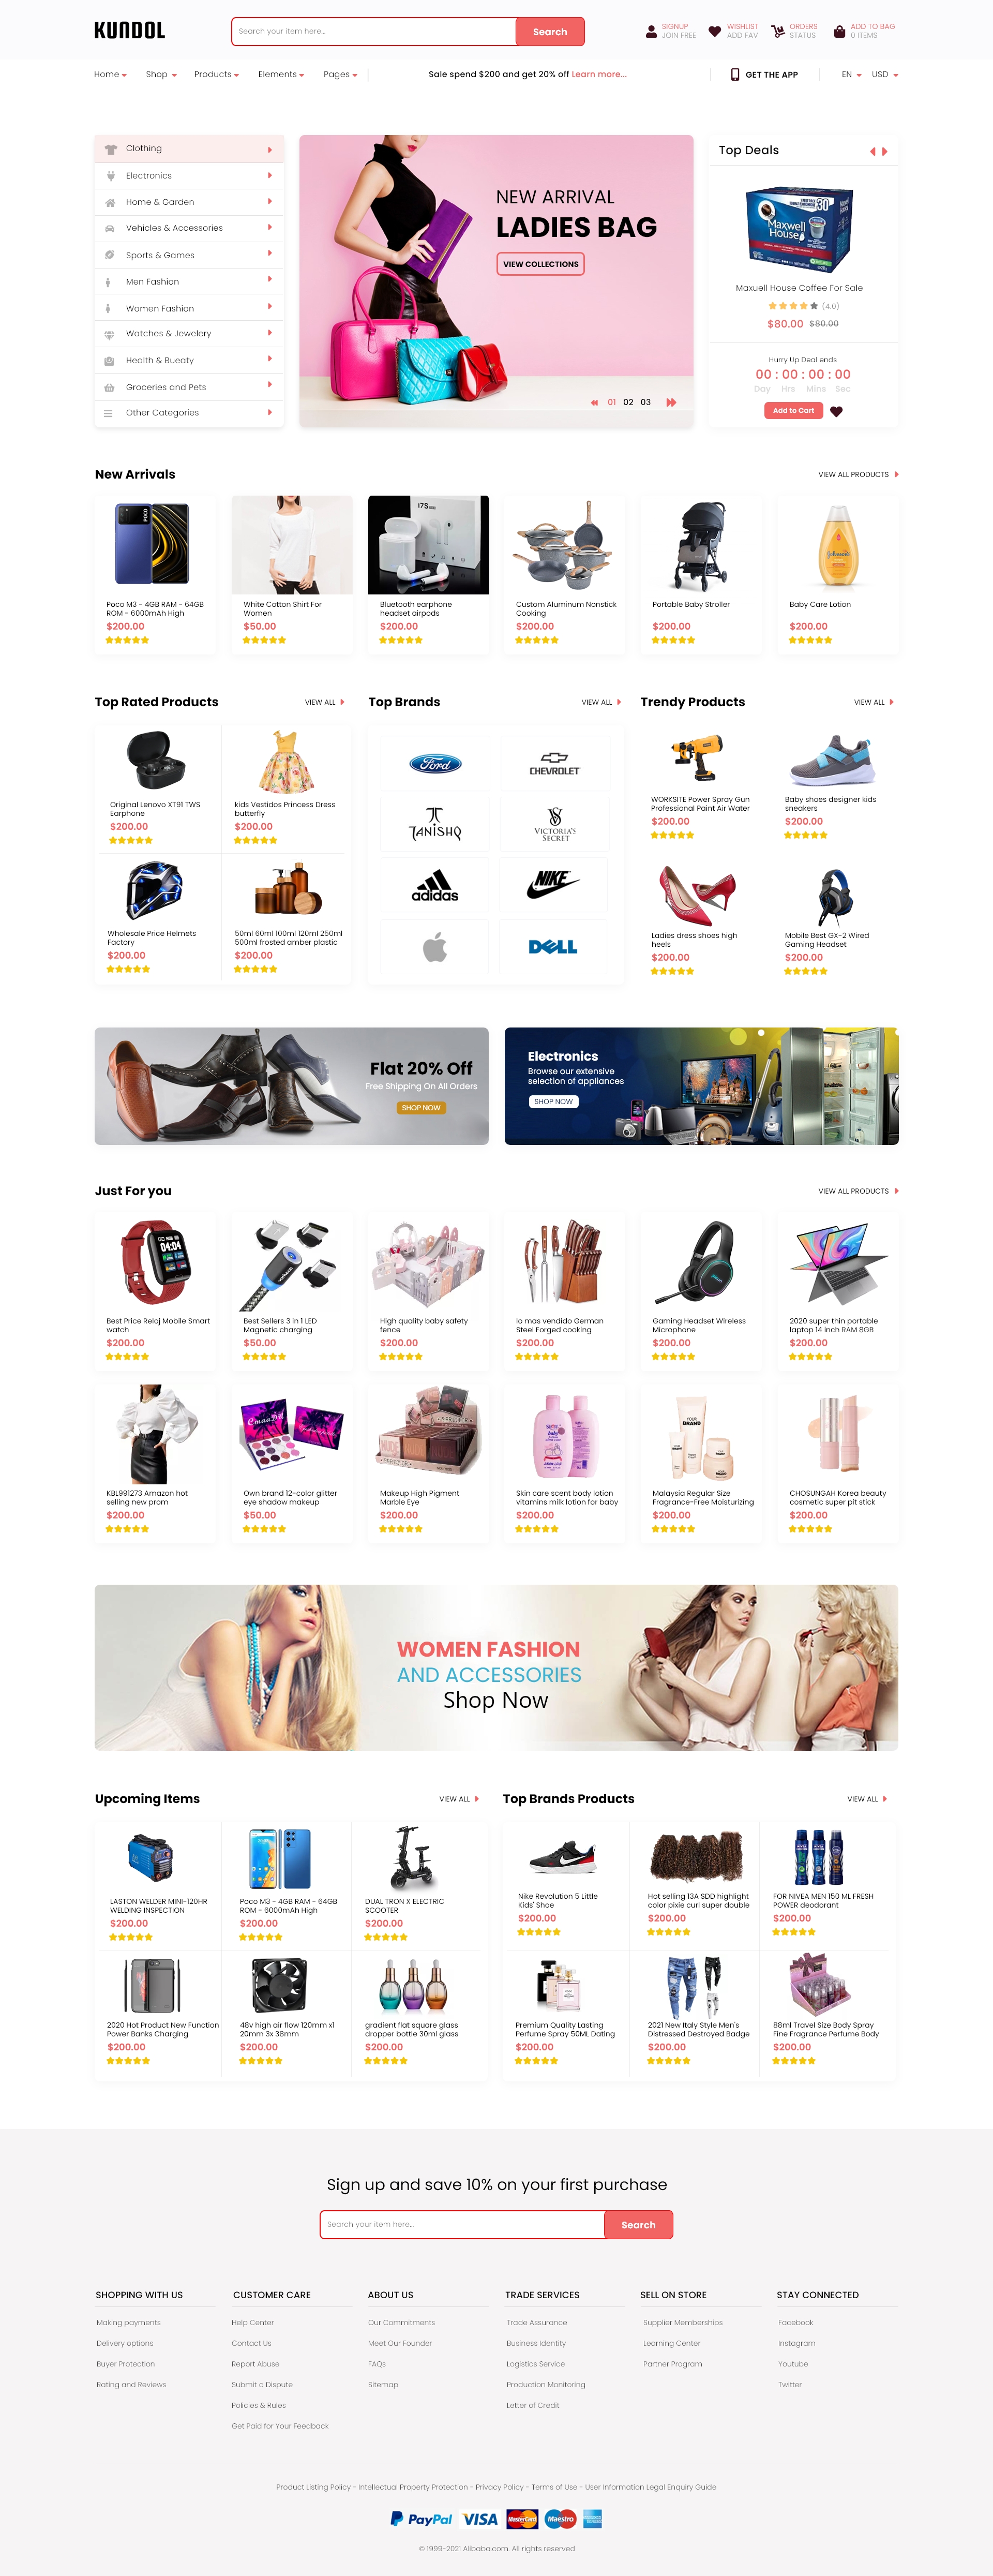 KUNDOL
Search your item here...
Search
SIGNUP
JOIN FREE
WISHLIST
ADD FAV
ORDERS
STATUS
ADD TO BAG
0 ITEMS
Home
Shop
Products
Elements
Pages
Sale spend $200 and get 20% off Learn more...
GET THE APP
EN
USD
Clothing
Electronics
Home & Garden
Vehicles & Accessories
Sports & Games
Men Fashion
Women Fashion
Watches & Jewelery
Health & Bueaty
Groceries and Pets
Other Categories
NEW ARRIVAL
LADIES BAG
VIEW COLLECTIONS
01 02 03
Top Deals
30
Maxwell
House
Maxuell House Coffee For Sale
(4.0)
$80.00 $80.00
Hurry Up Deal ends
00 : 00 : 00 : 00
Day Hrs Mins Sec
Add to Cart
New Arrivals
VIEW ALL PRODUCTS
POCO
Poco M3 - 4GB RAM - 64GB
ROM - 6000mAh High
$200.00
White Cotton Shirt For
Women
$50.00
i7S
Bluetooth earphone
headset airpods
$200.00
Custom Aluminum Nonstick
Cooking
$200.00
Portable Baby Stroller
$200.00
Johnson's
Baby Care Lotion
$200.00
Top Rated Products
VIEW ALL
Original Lenovo XT91 TWS
Earphone
$200.00
kids Vestidos Princess Dress
butterfly
$200.00
Wholesale Price Helmets
Factory
$200.00
50ml 60ml 100ml 120ml 250ml
500ml frosted amber plastic
$200.00
Top Brands
VIEW ALL
Ford
CHEVROLET
TANISHQ
VS
VICTORIA'S
SECRET
adidas
NIKE
DELL
Trendy Products
VIEW ALL
WORKSITE Power Spray Gun
Professional Paint Air Water
$200.00
Baby shoes designer kids
sneakers
$200.00
Ladies dress shoes high
heels
$200.00
Mobile Best GX-2 Wired
Gaming Headset
$200.00
Flat 20% Off
Free Shipping On All Orders
SHOP NOW
Electronics
Browse our extensive
selection of appliances
SHOP NOW
Just For you
VIEW ALL PRODUCTS
04:04
Best Price Reloj Mobile Smart
watch
$200.00
Best Sellers 3 in 1 LED
Magnetic charging
$50.00
High quality baby safety
fence
$200.00
lo mas vendido German
Steel Forged cooking
$200.00
Gaming Headset Wireless
Microphone
$200.00
2020 super thin portable
laptop 14 inch RAM 8GB
$200.00
KBL991273 Amazon hot
selling new prom
$200.00
Own brand 12-color glitter
eye shadow makeup
$50.00
Makeup High Pigment
Marble Eye
$200.00
baby
Skin care scent body lotion
vitamins milk lotion for baby
$200.00
YOUR
BRAND
Malaysia Regular Size
Fragrance-Free Moisturizing
$200.00
CHOSUNGAH Korea beauty
cosmetic super pit stick
$200.00
WOMEN FASHION
AND ACCESSORIES
Shop Now
Upcoming Items
VIEW ALL
LASTON WELDER MINI-120HR
WELDING INSPECTION
$200.00
Poco M3 - 4GB RAM - 64GB
ROM - 6000mAh High
$200.00
DUAL TRON X ELECTRIC
SCOOTER
$200.00
2020 Hot Product New Function
Power Banks Charging
$200.00
48v high air flow 120mm x1
20mm 3x 38mm
$200.00
gradient flat square glass
dropper bottle 30ml glass
$200.00
Top Brands Products
VIEW ALL
Nike Revolution 5 Little
Kids' Shoe
$200.00
Hot selling 13A SDD highlight
color pixie curl super double
$200.00
FOR NIVEA MEN 150 ML FRESH
POWER deodorant
$200.00
Premium Quality Lasting
Perfume Spray 50ML Dating
$200.00
2021 New Italy Style Men's
Distressed Destroyed Badge
$200.00
88ml Travel Size Body Spray
Fine Fragrance Perfume Body
$200.00
Sign up and save 10% on your first purchase
Search your item here...
Search
SHOPPING WITH US
Making payments
Delivery options
Buyer Protection
Rating and Reviews
CUSTOMER CARE
Help Center
Contact Us
Report Abuse
Submit a Dispute
Policies & Rules
Get Paid for Your Feedback
ABOUT US
Our Commitments
Meet Our Founder
FAQs
Sitemap
TRADE SERVICES
Trade Assurance
Business Identity
Logistics Service
Production Monitoring
Letter of Credit
SELL ON STORE
Supplier Memberships
Learning Center
Partner Program
STAY CONNECTED
Facebook
Instagram
Youtube
Twitter
Product Listing Policy - Intellectual Property Protection - Privacy Policy - Terms of Use - User Information Legal Enquiry Guide
PayPal
VISA
MasterCard
Maestro
© 1999-2021 Alibaba.com. All rights reserved